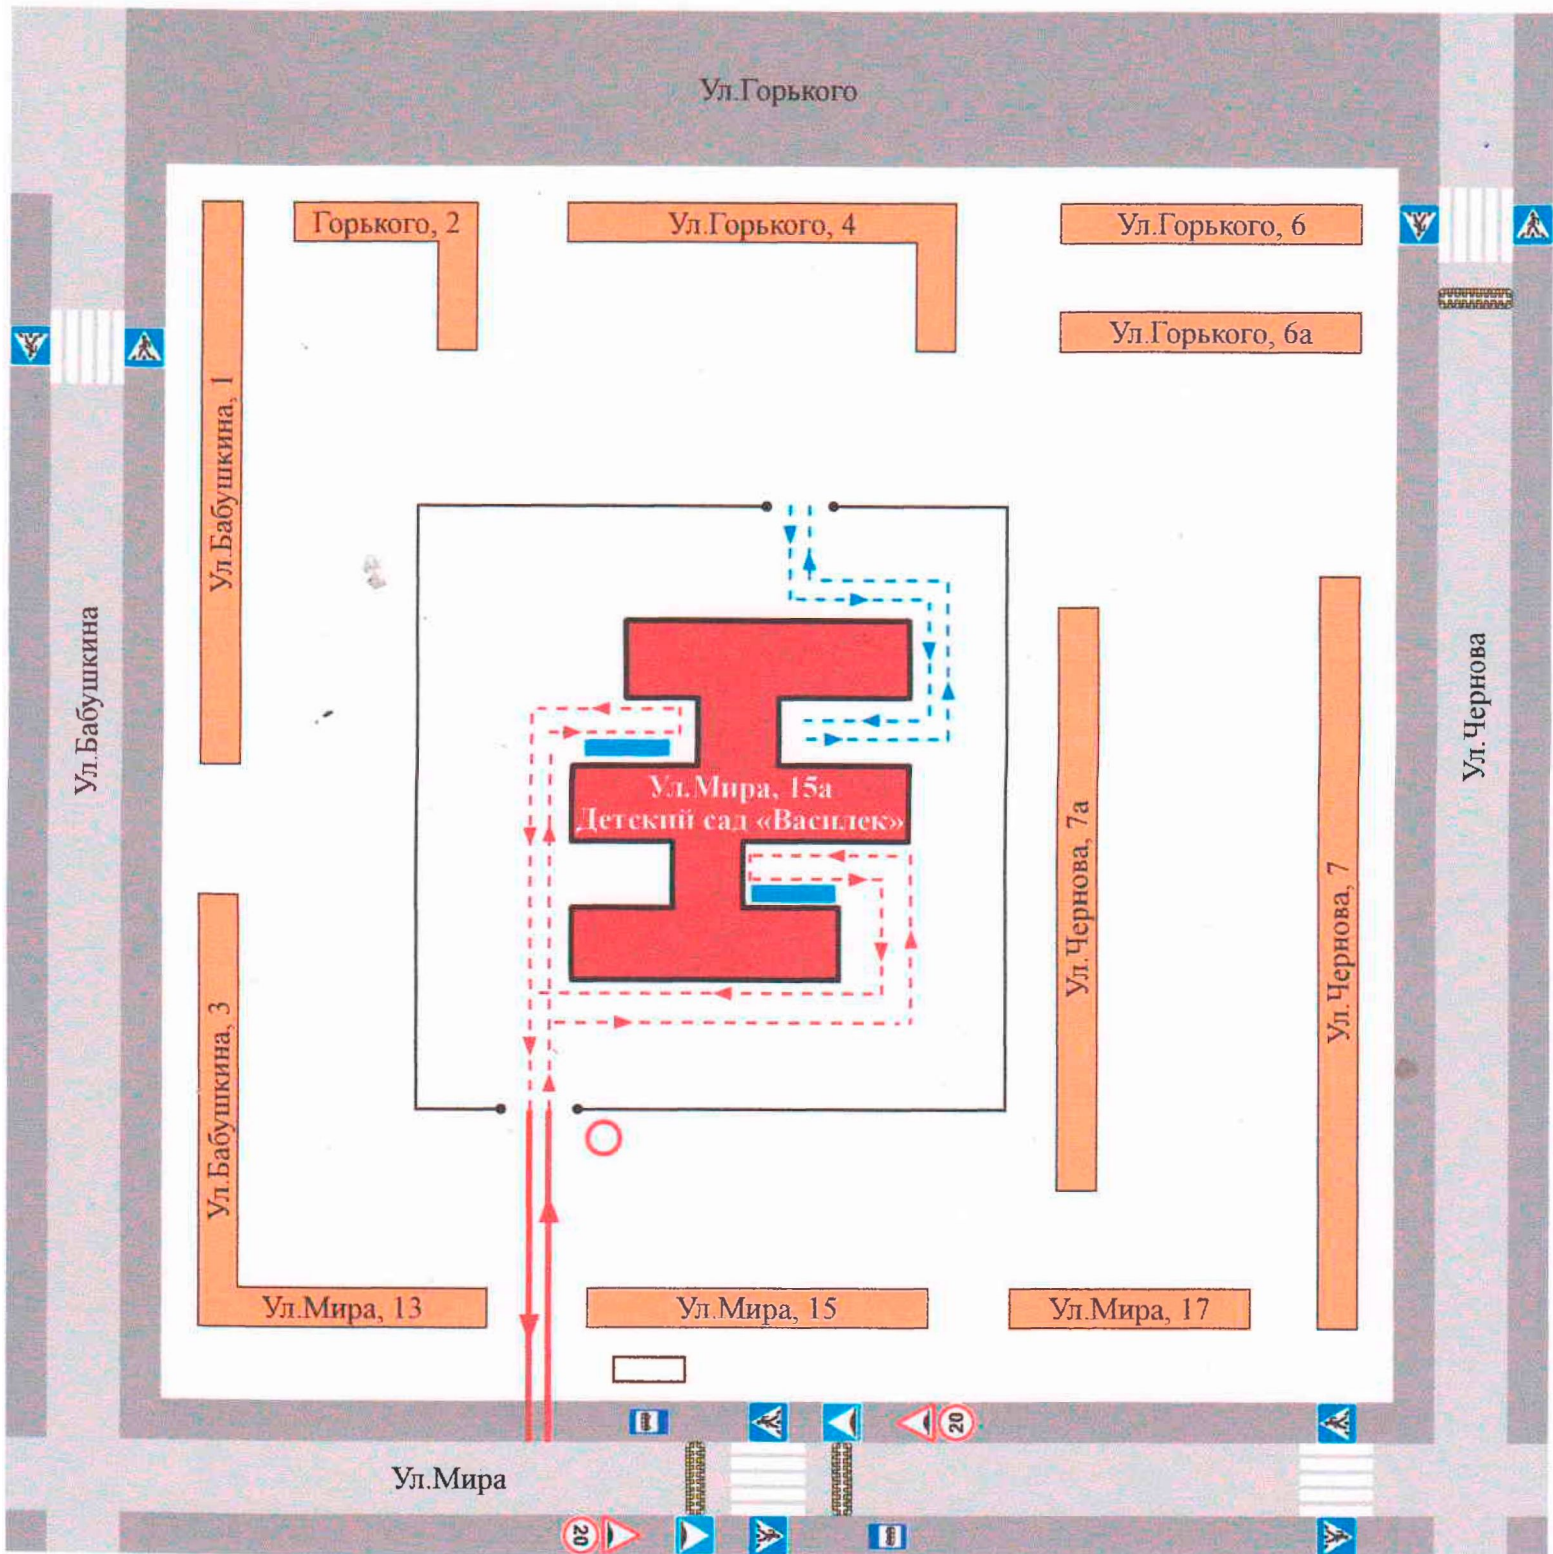 Ул.Горького
Горького, 2
Ул.Горького, 4
Ул.Горького, 6
Ул.Горького, 6а
Ул.Бабушкина, 1
Ул.Бабушкина
Ул.Чернова
Ул.Мира, 15а
Детский сад «Василек»
Ул.Чернова, 7а
Ул.Чернова, 7
Ул.Бабушкина, 3
Ул.Мира, 13
Ул.Мира, 15
Ул.Мира, 17
20
Ул.Мира
20